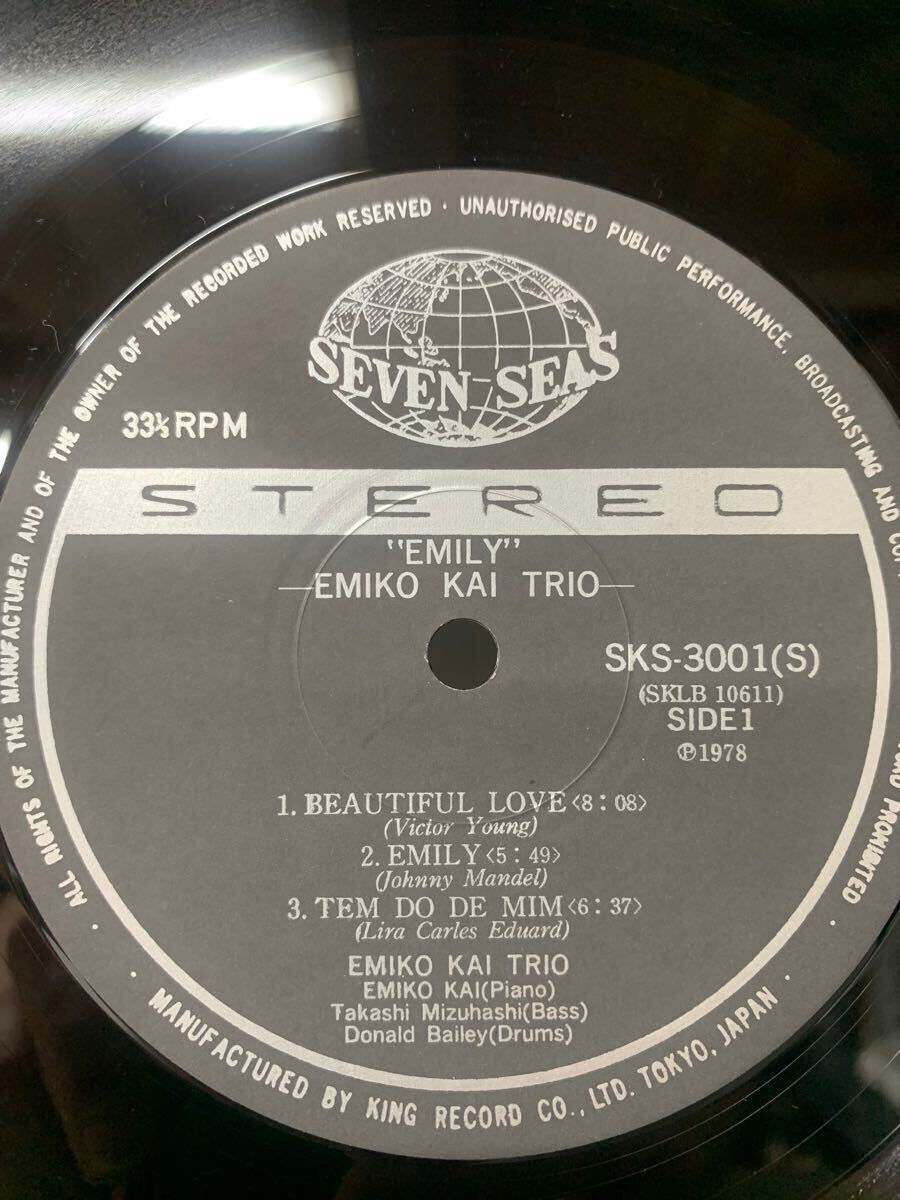 ALL RIGHTS OF THE MANUFACTURER AND OF THE OWNER OF THE RECORDED WORK RESERVED · UNAUTHORISED PUBLIC PERFORMANCE, BROADCASTING AND PROHIBITED ·
SEVEN SEAS
33⅓ RPM
STEREO
"EMILY"
—EMIKO KAI TRIO—
SKS-3001(S)
(SKLB 10611)
SIDE1
℗1978
1. BEAUTIFUL LOVE<8:08>
(Victor Young)
2. EMILY<5:49>
(Johnny Mandel)
3. TEM DO DE MIM<6:37>
(Lira Carles Eduard)
EMIKO KAI TRIO
EMIKO KAI(Piano)
Takashi Mizuhashi(Bass)
Donald Bailey(Drums)
· MANUFACTURED BY KING RECORD CO., LTD. TOKYO, JAPAN ·